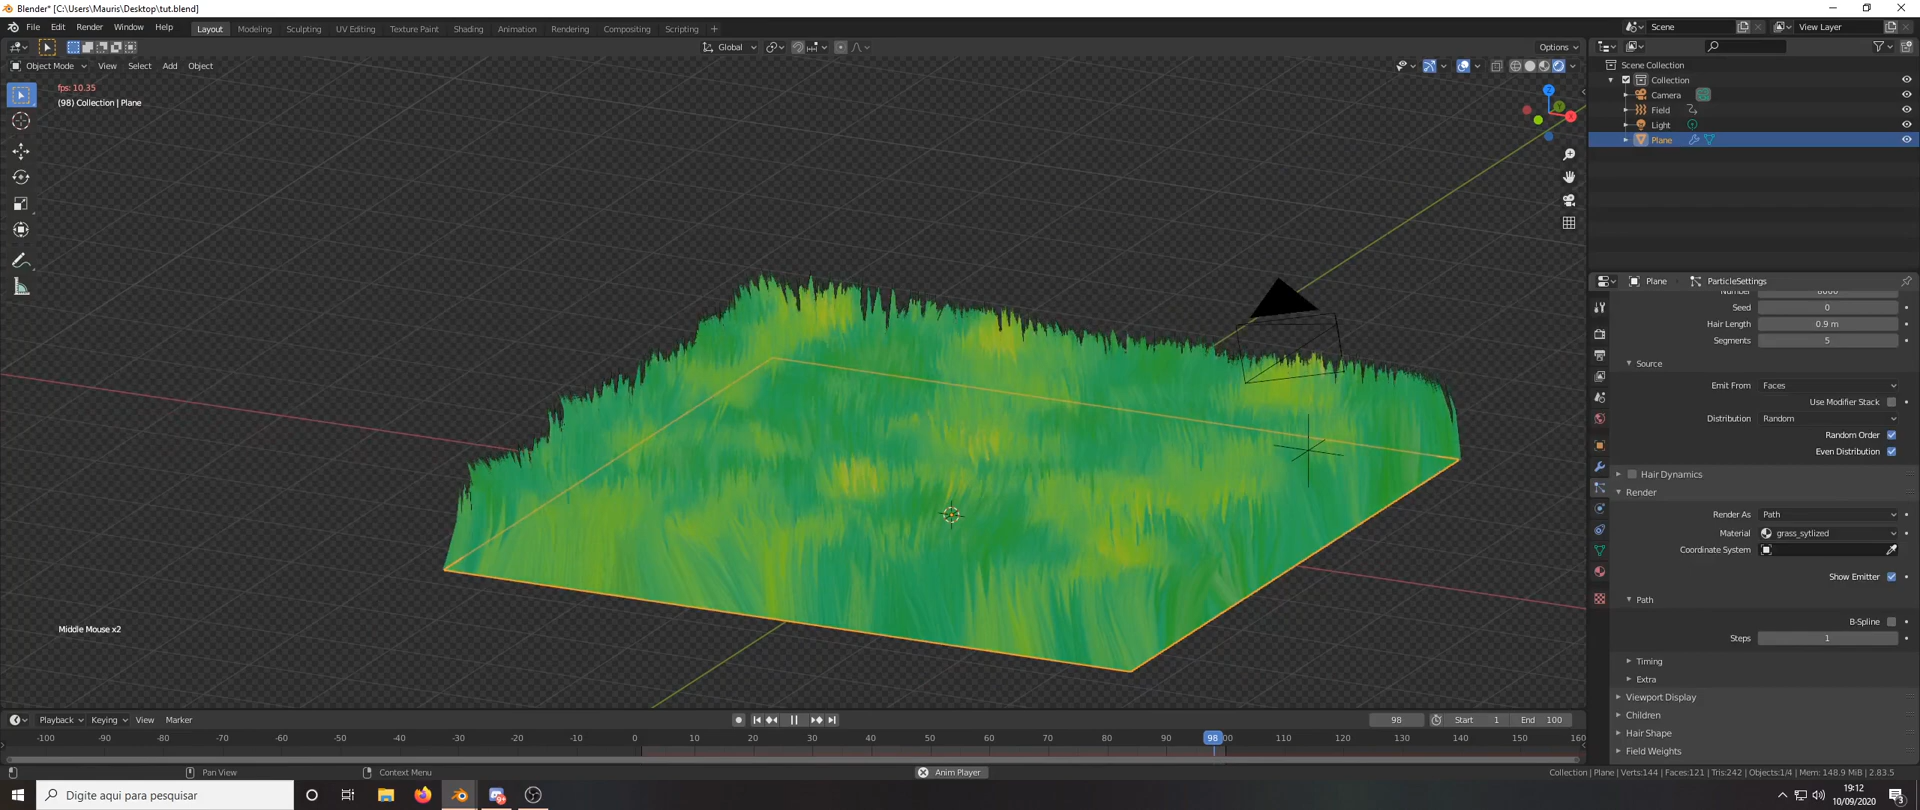 Blender* [C:\Users\Mauris\Desktop\tut.blend]
File Edit Render Window Help
Layout Modeling Sculpting UV Editing Texture Paint Shading Animation Rendering Compositing Scripting +
Scene
View Layer
Global
Options
Object Mode View Select Add Object
fps: 10.35
(98) Collection | Plane
Z
Y
X
Middle Mouse x2
Scene Collection
Collection
Camera
Field
Light
Plane
Plane ParticleSettings
Seed 0
Hair Length 0.9 m
Segments 5
Source
Emit From Faces
Use Modifier Stack
Distribution Random
Random Order
Even Distribution
Hair Dynamics
Render
Render As Path
Material grass_sytlized
Coordinate System
Show Emitter
Path
B-Spline
Steps 1
Timing
Extra
Viewport Display
Children
Hair Shape
Field Weights
Playback Keying View Marker
98 Start 1 End 100
-100 -90 -80 -70 -60 -50 -40 -30 -20 -10 0 10 20 30 40 50 60 70 80 90 98 120 130 140 150 160
Pan View
Context Menu
Anim Player
Collection | Plane | Verts:144 | Faces:121 | Tris:242 | Objects:1/4 | Mem: 148.9 MiB | 2.83.5
Digite aqui para pesquisar
19:12
10/09/2020
3